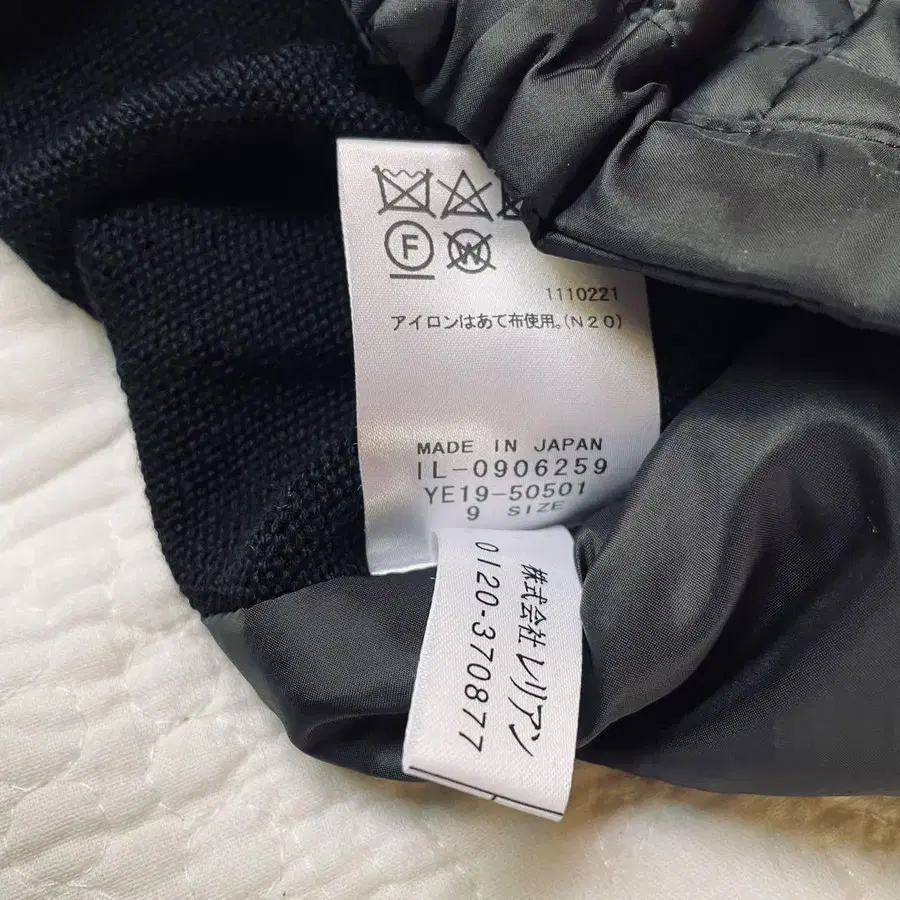 F
W
1110221
アイロンはあて布使用。(N20)
MADE IN JAPAN
IL-0906259
YE19-50501
9 SIZE
株式会社レリアン
0120-370877